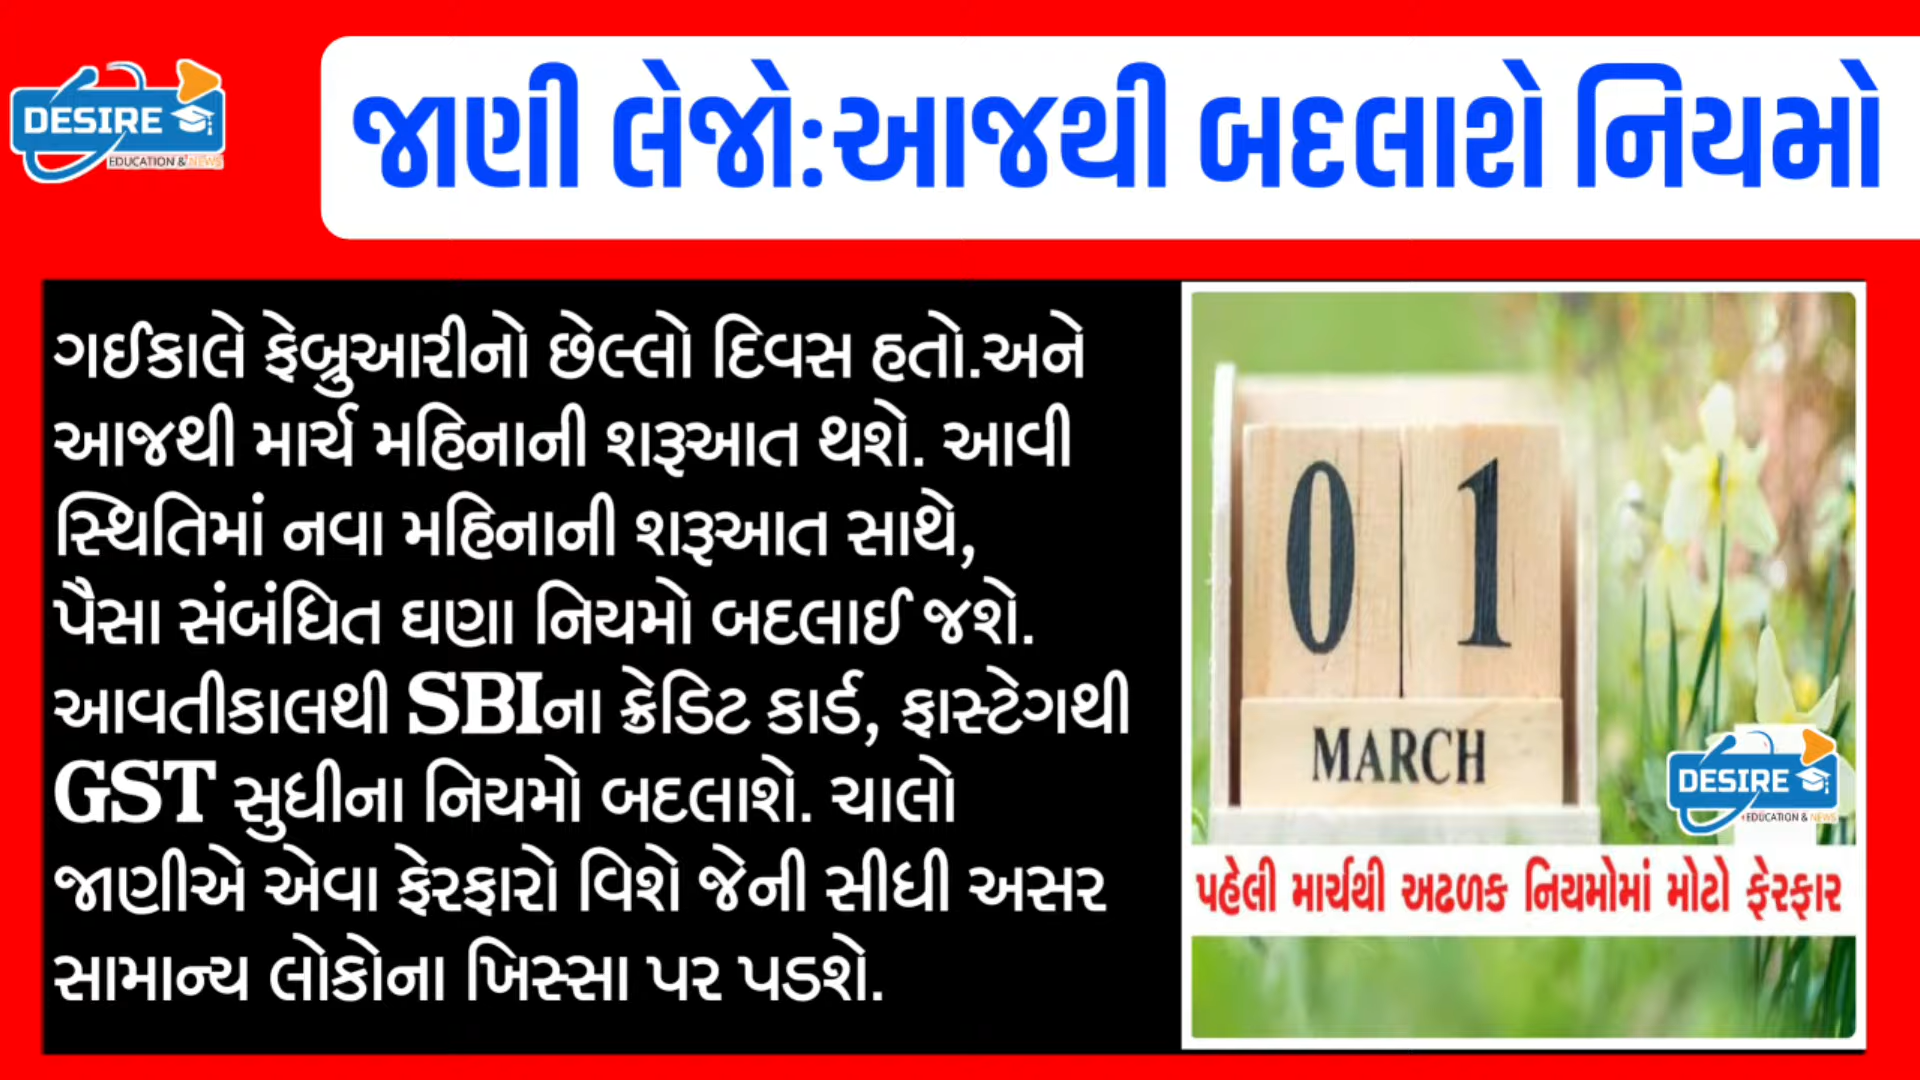 DESIRE
EDUCATION & NEWS
જાણી લેજો:આજથી બદલાશે નિયમો
ગઈકાલે ફેબ્રુઆરીનો છેલ્લો દિવસ હતો.અને
આજથી માર્ચ મહિનાની શરૂઆત થશે. આવી
સ્થિતિમાં નવા મહિનાની શરૂઆત સાથે,
પૈસા સંબંધિત ઘણા નિયમો બદલાઈ જશે.
આવતીકાલથી SBIના ક્રેડિટ કાર્ડ, ફાસ્ટેગથી
GST સુધીના નિયમો બદલાશે. ચાલો
જાણીએ એવા ફેરફારો વિશે જેની સીધી અસર
સામાન્ય લોકોના ખિસ્સા પર પડશે.
01
MARCH
DESIRE
EDUCATION & NEWS
પહેલી માર્ચથી અઢળક નિયમોમાં મોટો ફેરફાર